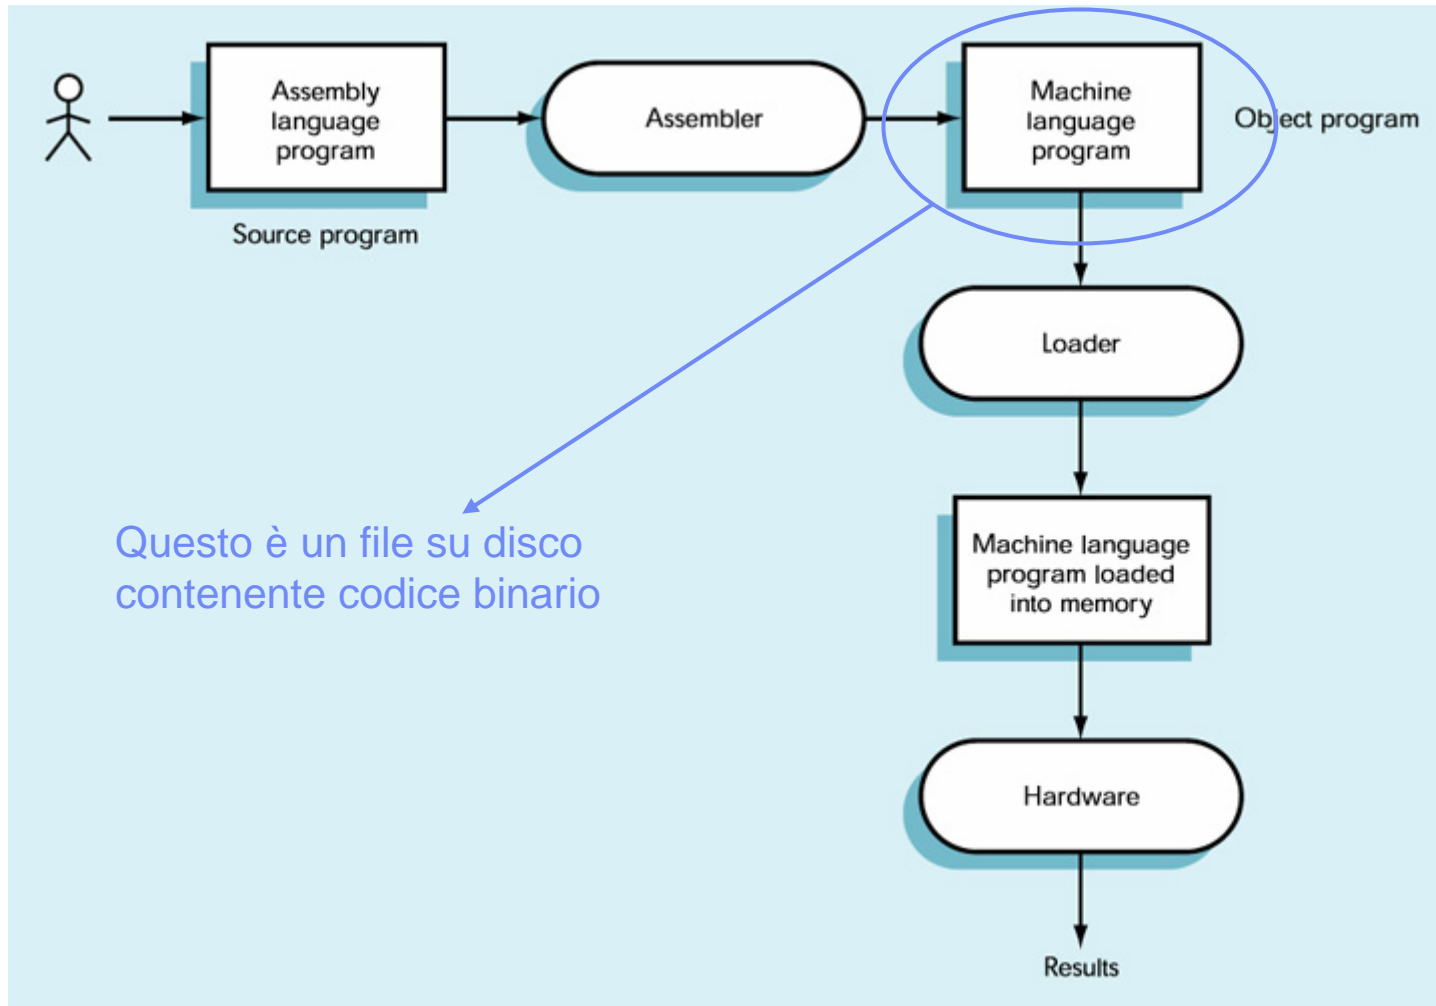 Assembly
language
program
Source program
Assembler
Machine
language
program
Object program
Loader
Questo è un file su disco
contenente codice binario
Machine language
program loaded
into memory
Hardware
Results